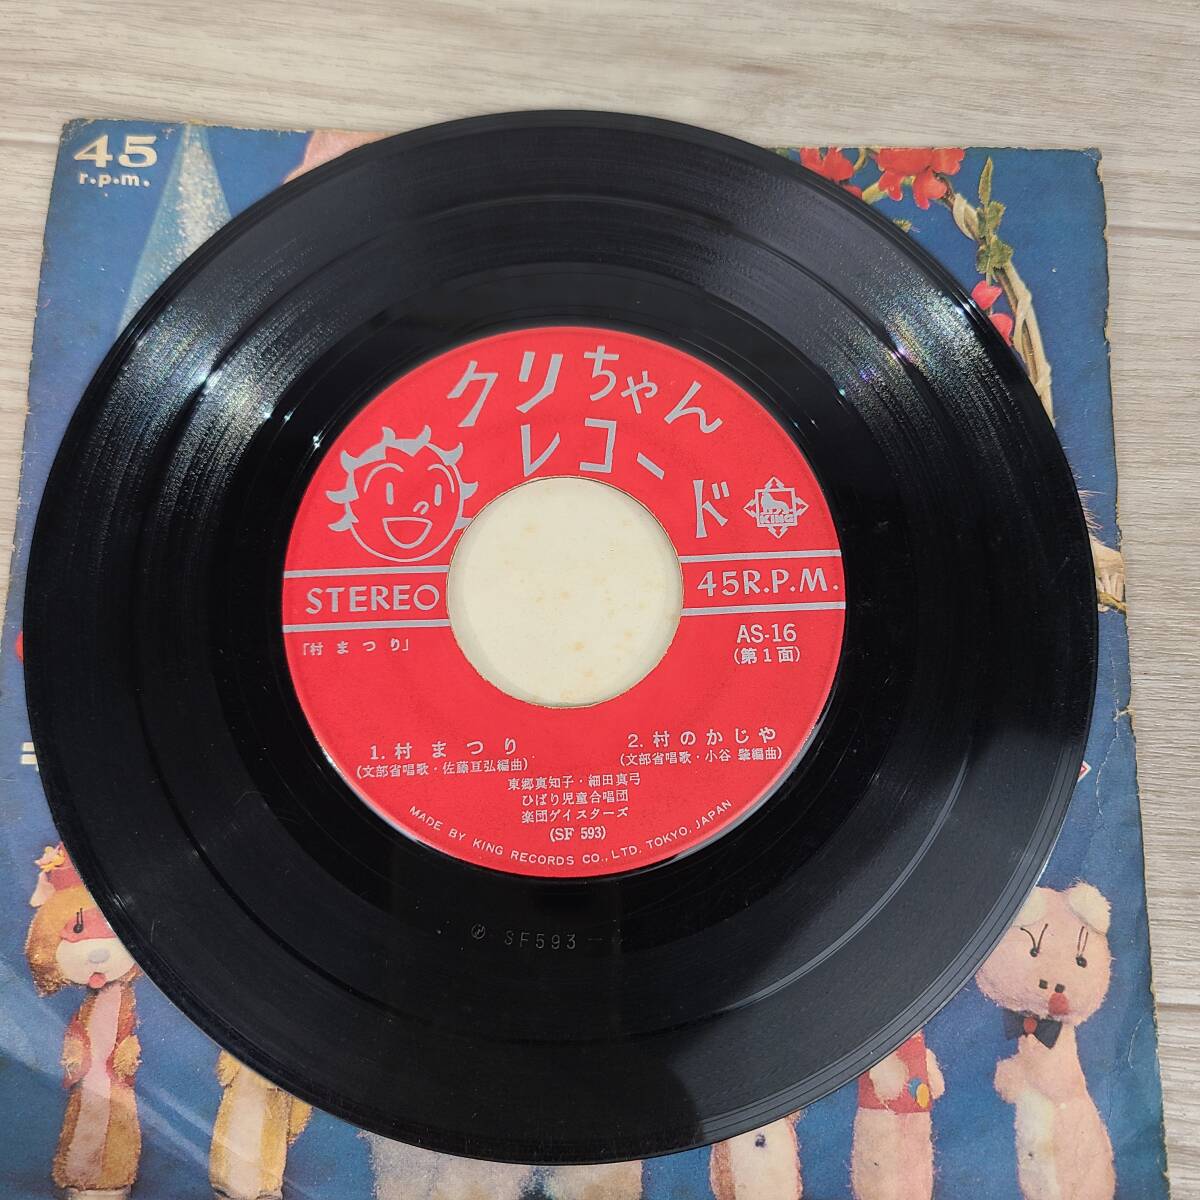 45
r.p.m.
クリちゃん
レコード
KING
STEREO
45R.P.M.
「村まつり」
AS-16
(第1面)
1. 村まつり
(文部省唱歌・佐藤亘弘編曲)
2. 村のかじや
(文部省唱歌・小谷 肇編曲)
東郷真知子・細田真弓
ひばり児童合唱団
楽団ゲイスターズ
(SF 593)
MADE BY KING RECORDS CO., LTD. TOKYO, JAPAN
SF593